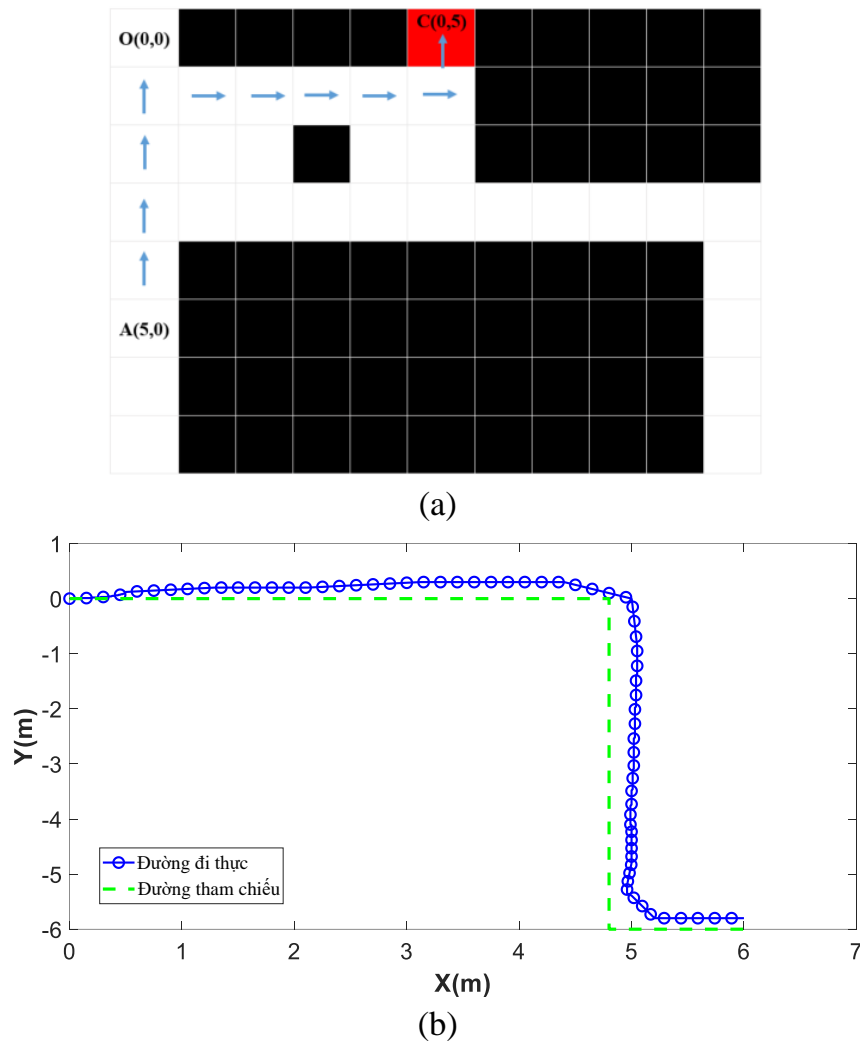 O(0,0) C(0,5)
A(5,0)
(a)
1
0
-1
-2
-3
-4
-5
-6
Y(m)
Đường đi thực
Đường tham chiếu
0 1 2 3 4 5 6 7
X(m)
(b)